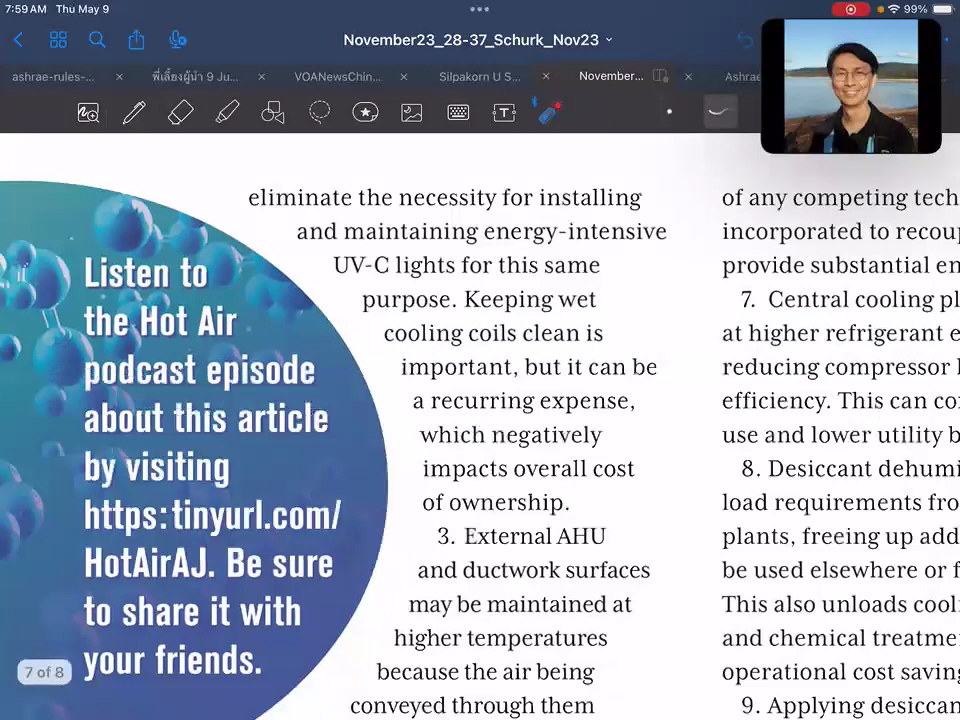 7:59 AM Thu May 9
99%
November23_28-37_Schurk_Nov23
ashrae-rules-...
พี่เลี้ยงผู้นำ 9 Ju...
VOANewsChin...
Silpakorn U S...
November...
Ashrae
Listen to
the Hot Air
podcast episode
about this article
by visiting
https:tinyurl.com/
HotAirAJ. Be sure
to share it with
your friends.
7 of 8
eliminate the necessity for installing
and maintaining energy-intensive
UV-C lights for this same
purpose. Keeping wet
cooling coils clean is
important, but it can be
a recurring expense,
which negatively
impacts overall cost
of ownership.
3. External AHU
and ductwork surfaces
may be maintained at
higher temperatures
because the air being
conveyed through them
of any competing tech
incorporated to recoup
provide substantial en
7. Central cooling pl
at higher refrigerant e
reducing compressor
efficiency. This can co
use and lower utility b
8. Desiccant dehumi
load requirements fro
plants, freeing up add
be used elsewhere or f
This also unloads cooli
and chemical treatme
operational cost saving
9. Applying desiccan